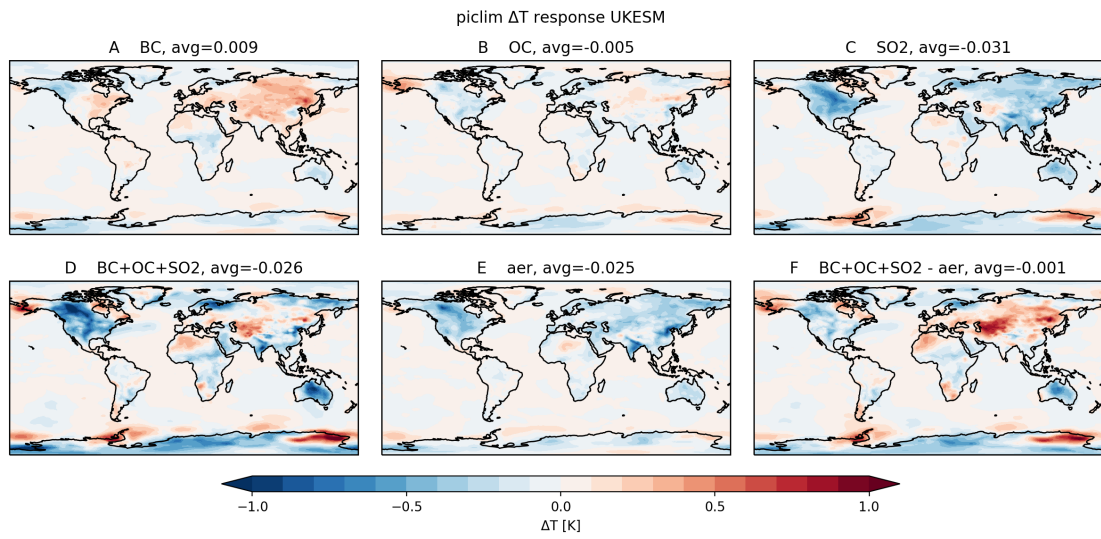 piclim ΔT response UKESM
A BC, avg=0.009
B OC, avg=-0.005
C SO2, avg=-0.031
D BC+OC+SO2, avg=-0.026
E aer, avg=-0.025
F BC+OC+SO2 - aer, avg=-0.001
−1.0 −0.5 0.0 0.5 1.0
ΔT [K]